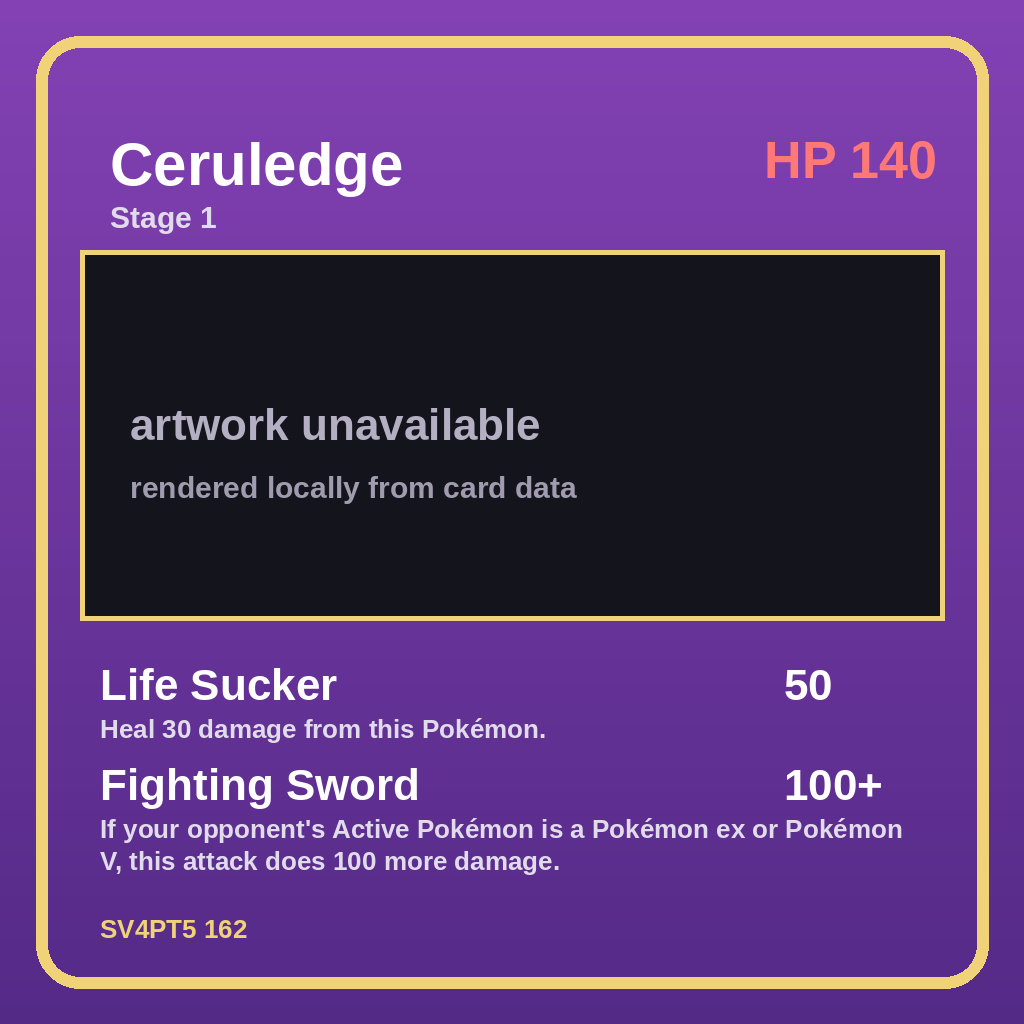 Ceruledge
HP 140
Stage 1
artwork unavailable
rendered locally from card data
Life Sucker
50
Heal 30 damage from this Pokémon.
Fighting Sword
100+
If your opponent's Active Pokémon is a Pokémon ex or Pokémon
V, this attack does 100 more damage.
SV4PT5 162